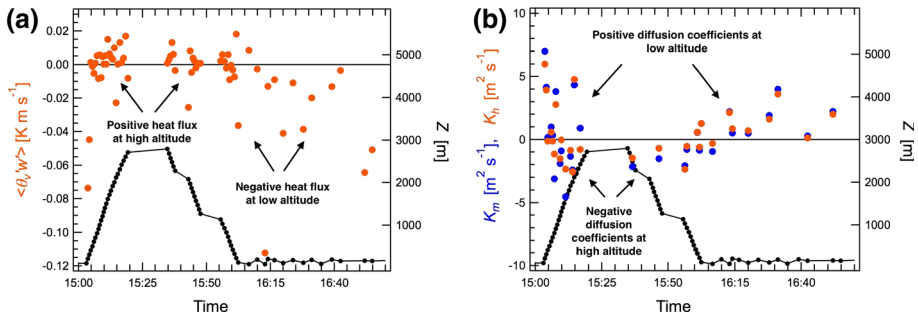 (a)
0.02
0.00
-0.02
-0.04
-0.06
-0.08
-0.10
-0.12
<θv'w'> [K m s-1]
Positive heat flux
at high altitude
Negative heat flux
at low altitude
5000
4000
3000
2000
1000
Z [m]
15:00
15:25
15:50
16:15
16:40
Time
(b)
10
5
0
-5
-10
Km [m2 s-1], Kh [m2 s-1]
Positive diffusion coefficients at
low altitude
Negative
diffusion
coefficients at
high altitude
5000
4000
3000
2000
1000
Z [m]
15:00
15:25
15:50
16:15
16:40
Time